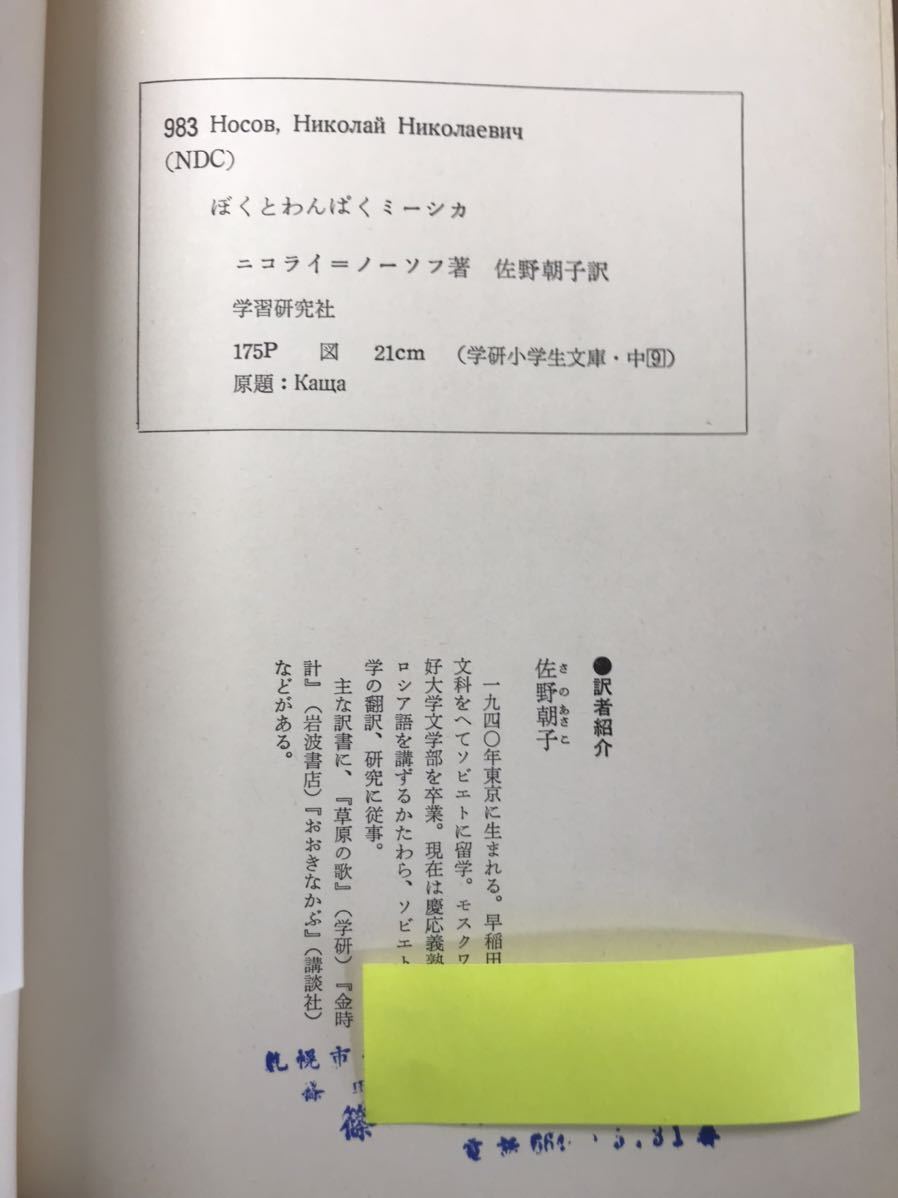 983 Носов, Николай Николаевич
(NDC)
ぼくとわんぱくミーシカ
ニコライ＝ノーソフ著 佐野朝子訳
学習研究社
175P 図 21cm （学研小学生文庫・中9）
原題：Каща
●訳者紹介
佐野朝子
さのあさこ
一九四〇年東京に生まれる。早稲田
文科をへてソビエトに留学。モスクワ
好大学文学部を卒業。現在は慶応義塾
ロシア語を講ずるかたわら、ソビエト
学の翻訳、研究に従事。
主な訳書に、『草原の歌』（学研）『金時
計』（岩波書店）『おおきなかぶ』（講談社）
などがある。
札幌市
篠